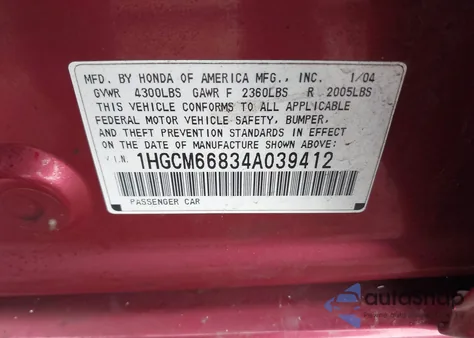 MFD. BY HONDA OF AMERICA MFG., INC. 1/04
GVWR 4300LBS GAWR F 2360LBS R 2005LBS
THIS VEHICLE CONFORMS TO ALL APPLICABLE
FEDERAL MOTOR VEHICLE SAFETY, BUMPER,
AND THEFT PREVENTION STANDARDS IN EFFECT
ON THE DATE OF MANUFACTURE SHOWN ABOVE.
V.I.N. 1HGCM66834A039412
PASSENGER CAR
autosnap